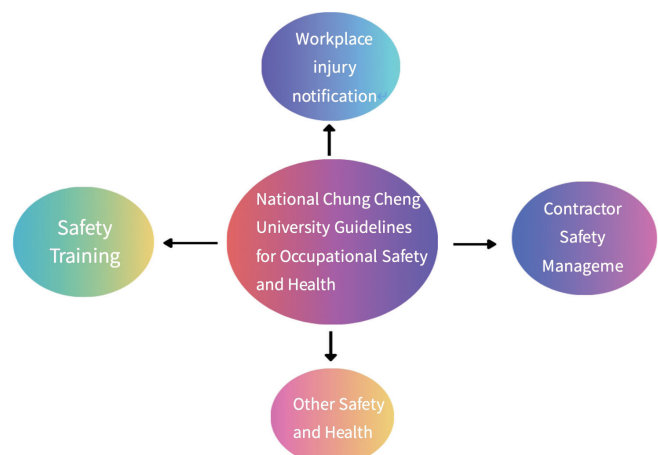 Workplace
injury
notification
National Chung Cheng
University Guidelines
for Occupational Safety
and Health
Safety
Training
Contractor
Safety
Manageme
Other Safety
and Health